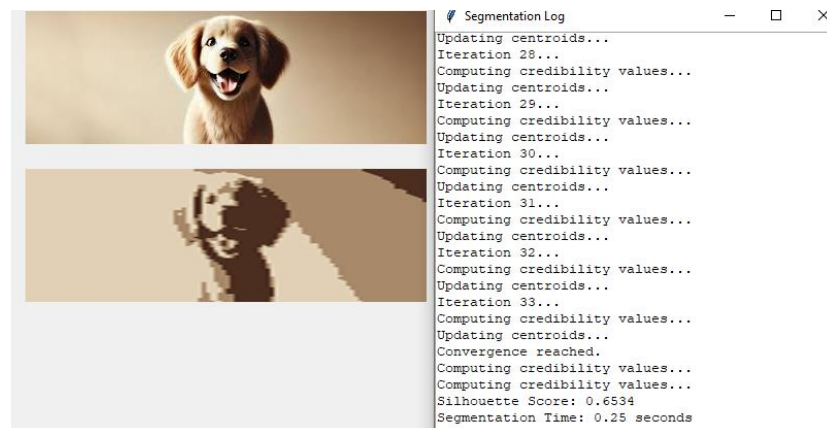 Segmentation Log
Updating centroids...
Iteration 28...
Computing credibility values...
Updating centroids...
Iteration 29...
Computing credibility values...
Updating centroids...
Iteration 30...
Computing credibility values...
Updating centroids...
Iteration 31...
Computing credibility values...
Updating centroids...
Iteration 32...
Computing credibility values...
Updating centroids...
Iteration 33...
Computing credibility values...
Updating centroids...
Convergence reached.
Computing credibility values...
Computing credibility values...
Silhouette Score: 0.6534
Segmentation Time: 0.25 seconds